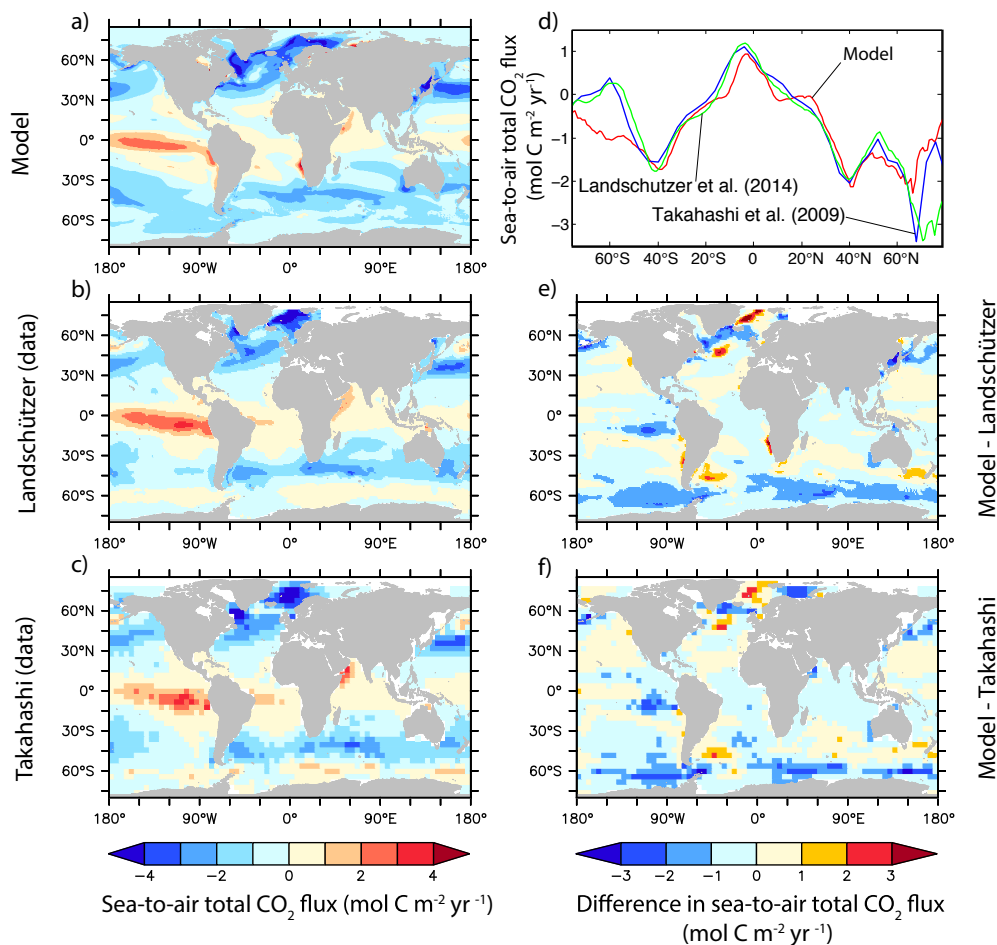 a)
Model
60°N
30°N
0°
30°S
60°S
180°
90°W
0°
90°E
180°
d)
Sea-to-air total CO2 flux
(mol C m-2 yr-1)
1
0
−1
−2
−3
Model
Landschutzer et al. (2014)
Takahashi et al. (2009)
60°S
40°S
20°S
0°
20°N
40°N
60°N
b)
Landschützer (data)
60°N
30°N
0°
30°S
60°S
180°
90°W
0°
90°E
180°
e)
60°N
30°N
0°
30°S
60°S
180°
90°W
0°
90°E
180°
Model - Landschützer
c)
Takahashi (data)
60°N
30°N
0°
30°S
60°S
180°
90°W
0°
90°E
180°
f)
60°N
30°N
0°
30°S
60°S
180°
90°W
0°
90°E
180°
Model - Takahashi
−4
−2
0
2
4
Sea-to-air total CO2 flux (mol C m-2 yr -1)
−3
−2
−1
0
1
2
3
Difference in sea-to-air total CO2 flux
(mol C m-2 yr -1)